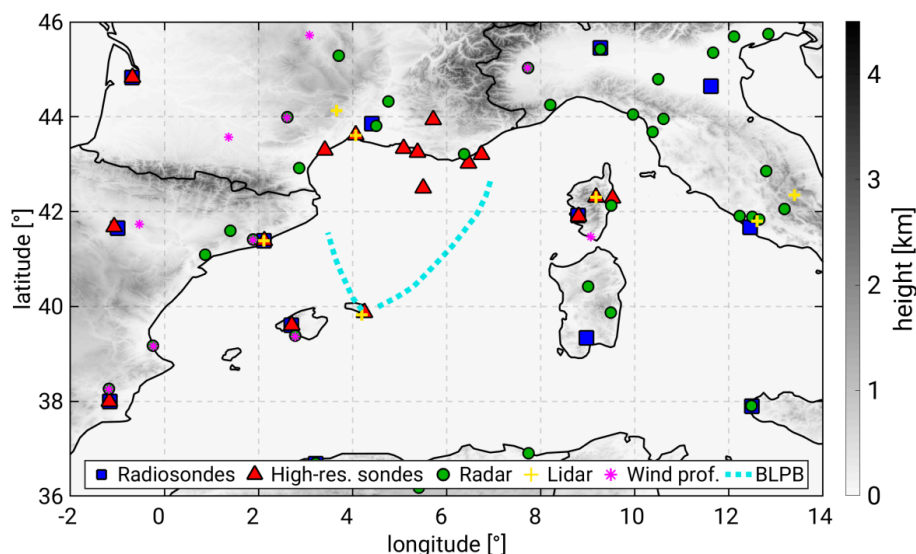 46
44
42
40
38
36
latitude [°]
-2
0
2
4
6
8
10
12
14
longitude [°]
Radiosondes
High-res. sondes
Radar
Lidar
Wind prof.
BLPB
4
3
2
1
0
height [km]